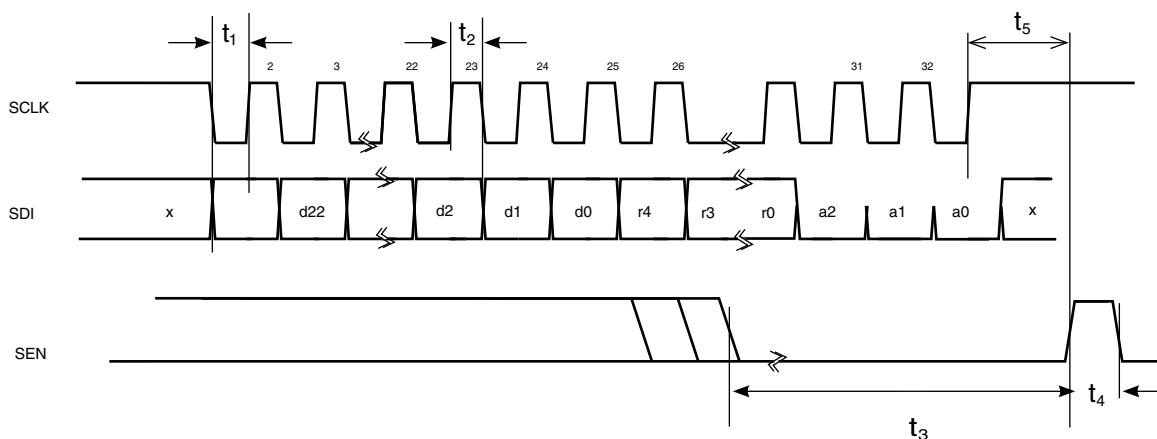 t1 t2 t5
2 3 22 23 24 25 26 31 32
SCLK
SDI x d22 d2 d1 d0 r4 r3 r0 a2 a1 a0 x
SEN
t4
t3